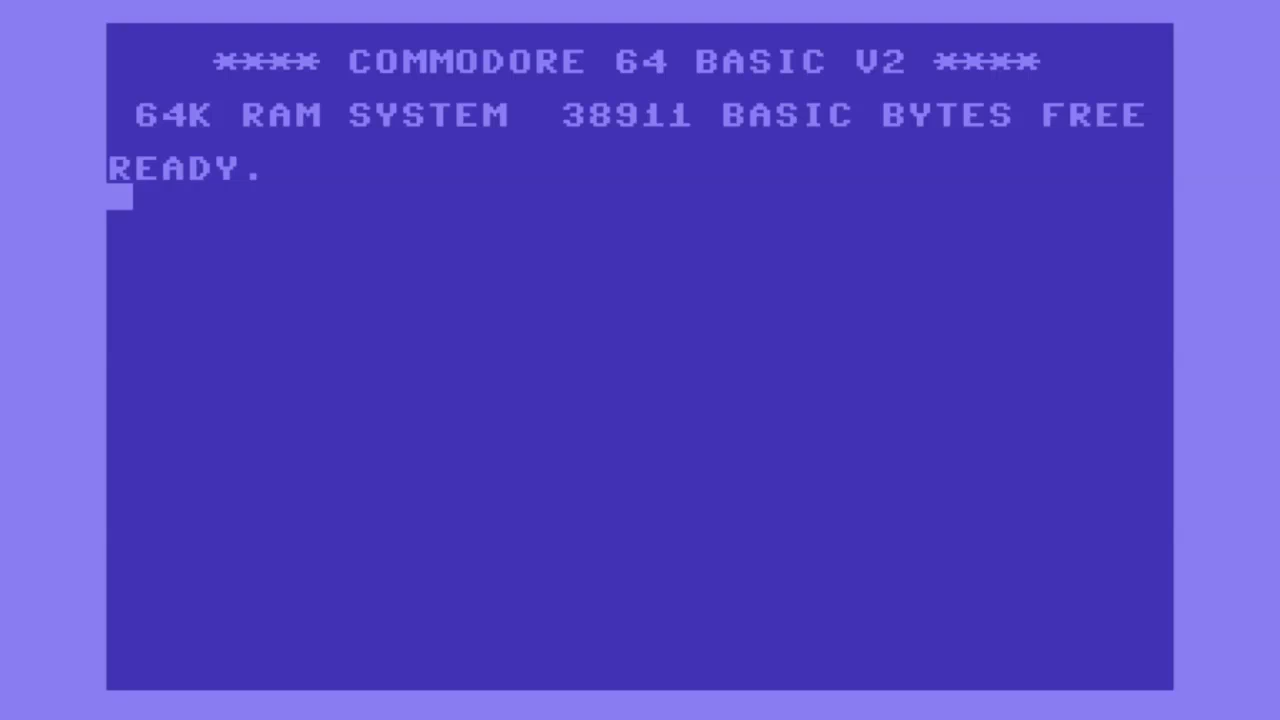 **** COMMODORE 64 BASIC V2 ****
64K RAM SYSTEM  38911 BASIC BYTES FREE
READY.